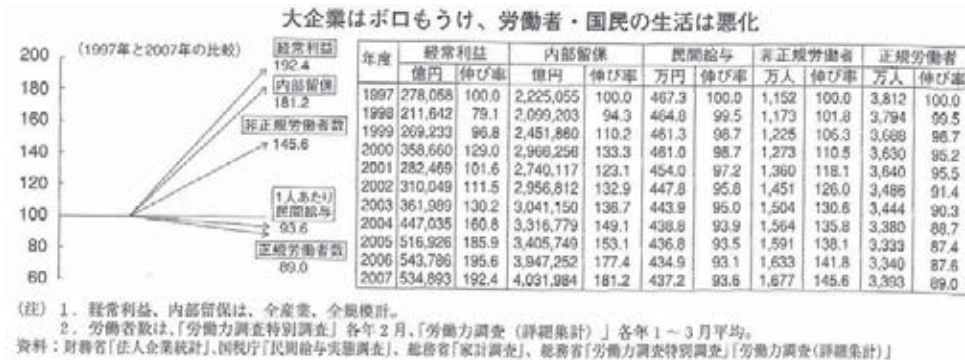 大企業はボロもうけ、労働者・国民の生活は悪化
(1997年と2007年の比較)
200
180
160
140
120
100
80
60
経常利益
192.4
内部留保
181.2
非正規労働者数
145.6
1人あたり
民間給与
93.6
正規労働者数
89.0
年度 経常利益 内部留保 民間給与 非正規労働者 正規労働者
億円 伸び率 億円 伸び率 万円 伸び率 万人 伸び率 万人 伸び率
1997 278,058 100.0 2,225,055 100.0 467.3 100.0 1,152 100.0 3,812 100.0
1998 211,642 79.1 2,099,203 94.3 464.8 99.5 1,173 101.8 3,794 99.5
1999 269,233 96.8 2,451,860 110.2 461.3 98.7 1,225 106.3 3,688 96.7
2000 358,660 129.0 2,966,256 133.3 461.0 98.7 1,273 110.5 3,630 95.2
2001 282,469 101.6 2,740,117 123.1 454.0 97.2 1,360 118.1 3,640 95.5
2002 310,049 111.5 2,956,812 132.9 447.8 95.8 1,451 126.0 3,486 91.4
2003 361,989 130.2 3,041,150 136.7 443.9 95.0 1,504 130.6 3,444 90.3
2004 447,035 160.8 3,316,779 149.1 438.8 93.9 1,564 135.8 3,380 88.7
2005 516,926 185.9 3,405,749 153.1 436.8 93.5 1,591 138.1 3,333 87.4
2006 543,786 195.6 3,947,252 177.4 434.9 93.1 1,633 141.8 3,340 87.6
2007 534,893 192.4 4,031,984 181.2 437.2 93.6 1,677 145.6 3,393 89.0
(注) 1. 経常利益、内部留保は、全産業、全規模計。
2. 労働者数は、「労働力調査特別調査」各年2月、「労働力調査(詳細集計)」各年1~3月平均。
資料:財務省「法人企業統計」、国税庁「民間給与実態調査」、総務省「家計調査」、総務省「労働力調査特別調査」「労働力調査(詳細集計)」